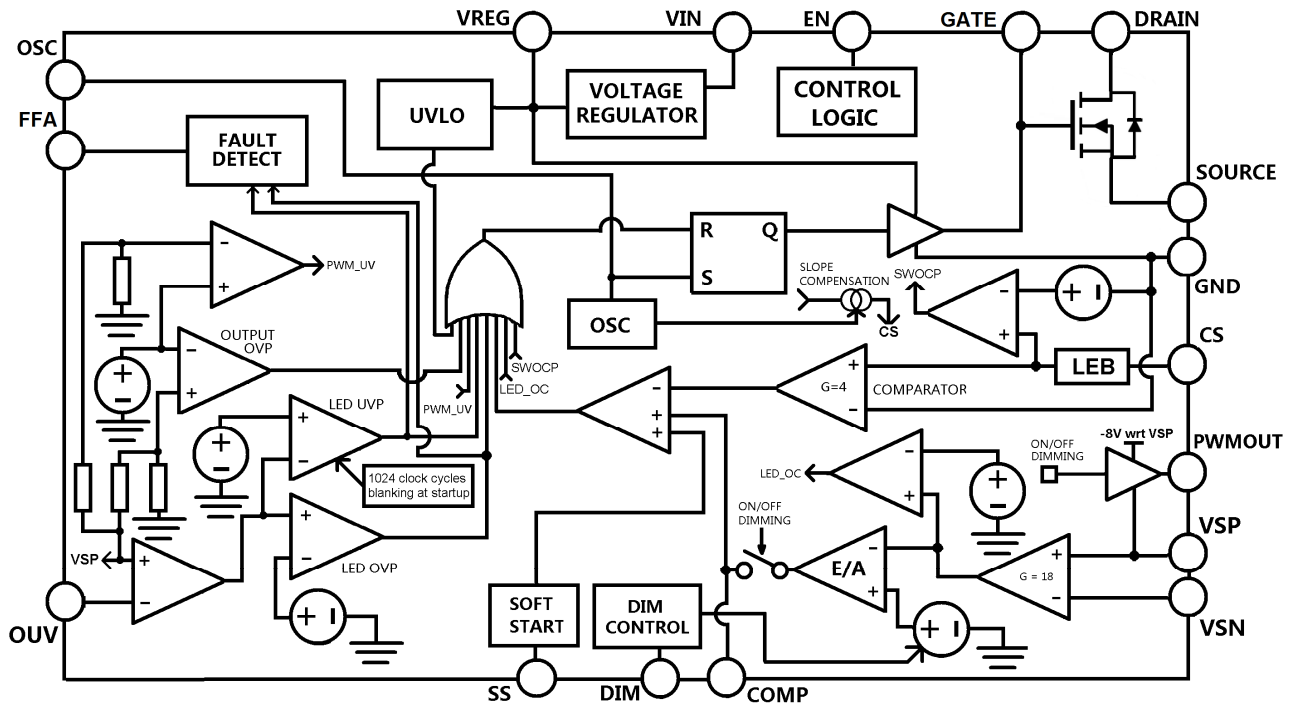 VREG
VIN
EN
GATE
DRAIN
OSC
FFA
UVLO
VOLTAGE
REGULATOR
CONTROL
LOGIC
FAULT
DETECT
SOURCE
R
Q
S
−
+
PWM_UV
SLOPE
COMPENSATION
SWOCP
GND
−
+
+
OSC
CS
CS
OUTPUT
OVP
−
+
+
−
LEB
SWOCP
LED_OC
PWM_UV
−
+
+
+
−
G=4
COMPARATOR
LED UVP
+
−
+
−
1024 clock cycles
blanking at startup
-8V wrt VSP
PWMOUT
ON/OFF
DIMMING
LED_OC
−
+
+
−
ON/OFF
DIMMING
VSP
VSP
+
−
+
−
LED OVP
E/A
−
+
G = 18
+
−
OUV
+
SOFT
START
DIM
CONTROL
+
VSN
SS
DIM
COMP